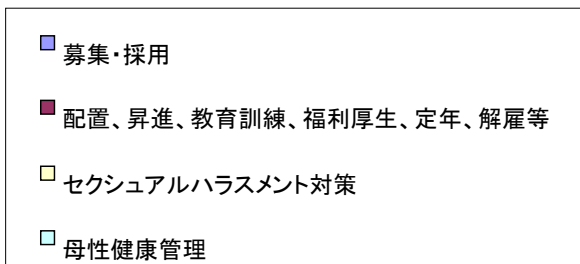 募集・採用
配置、昇進、教育訓練、福利厚生、定年、解雇等
セクシュアルハラスメント対策
母性健康管理